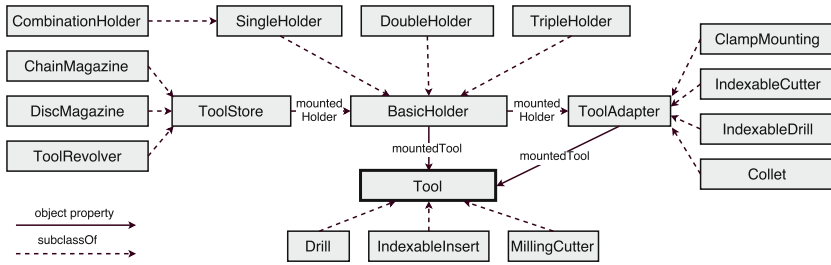 CombinationHolder
SingleHolder
DoubleHolder
TripleHolder
ClampMounting
ChainMagazine
IndexableCutter
DiscMagazine
ToolStore
mounted
Holder
BasicHolder
mounted
Holder
ToolAdapter
IndexableDrill
ToolRevolver
mountedTool
mountedTool
Collet
Tool
object property
subclassOf
Drill
IndexableInsert
MillingCutter